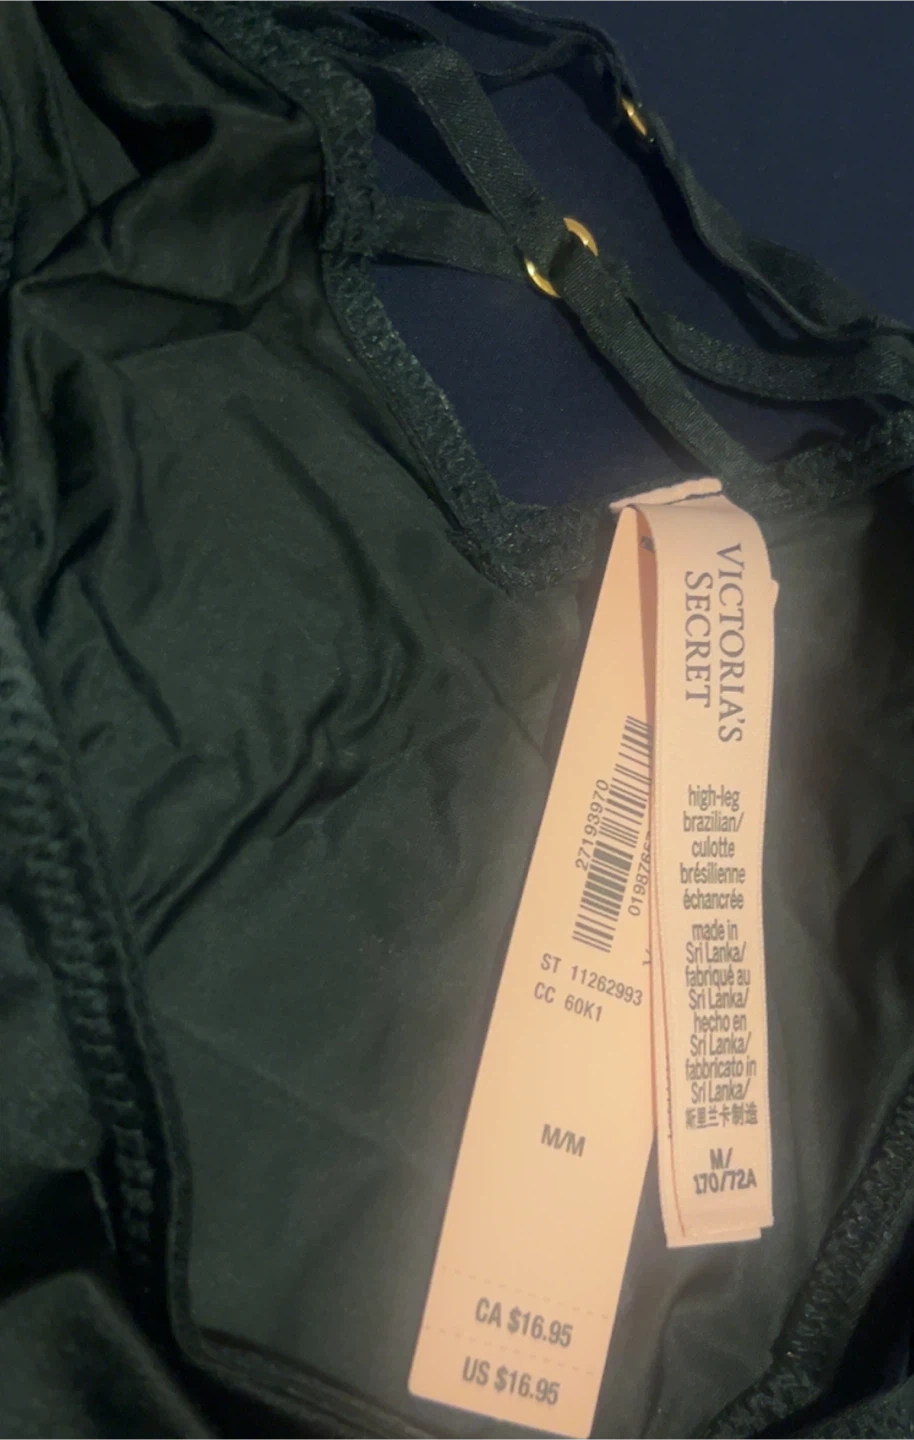 VICTORIA'S
SECRET
high-leg
brazilian/
culotte
brésilienne
échancrée
made in
Sri Lanka/
fabriqué au
Sri Lanka/
hecho en
Sri Lanka/
fabbricato in
Sri Lanka/
斯里兰卡制造
M/
170/72A
27193970
ST 11262993
CC 60K1
M/M
CA $16.95
US $16.95